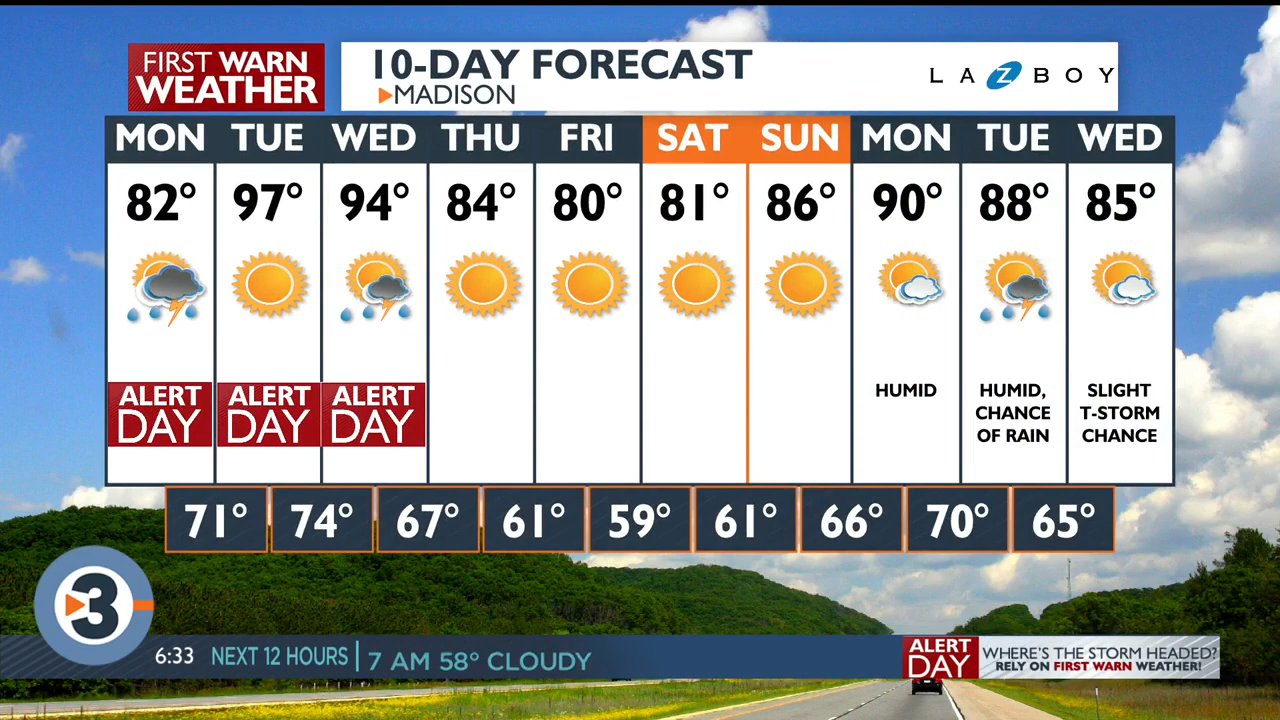 FIRST WARN
WEATHER
10-DAY FORECAST
MADISON
LA Z BOY
MON TUE WED THU FRI SAT SUN MON TUE WED
82° 97° 94° 84° 80° 81° 86° 90° 88° 85°
ALERT DAY
ALERT DAY
ALERT DAY
HUMID
HUMID,
CHANCE
OF RAIN
SLIGHT
T-STORM
CHANCE
71° 74° 67° 61° 59° 61° 66° 70° 65°
3
6:33 NEXT 12 HOURS 7 AM 58° CLOUDY
ALERT
DAY
WHERE'S THE STORM HEADED?
RELY ON FIRST WARN WEATHER!